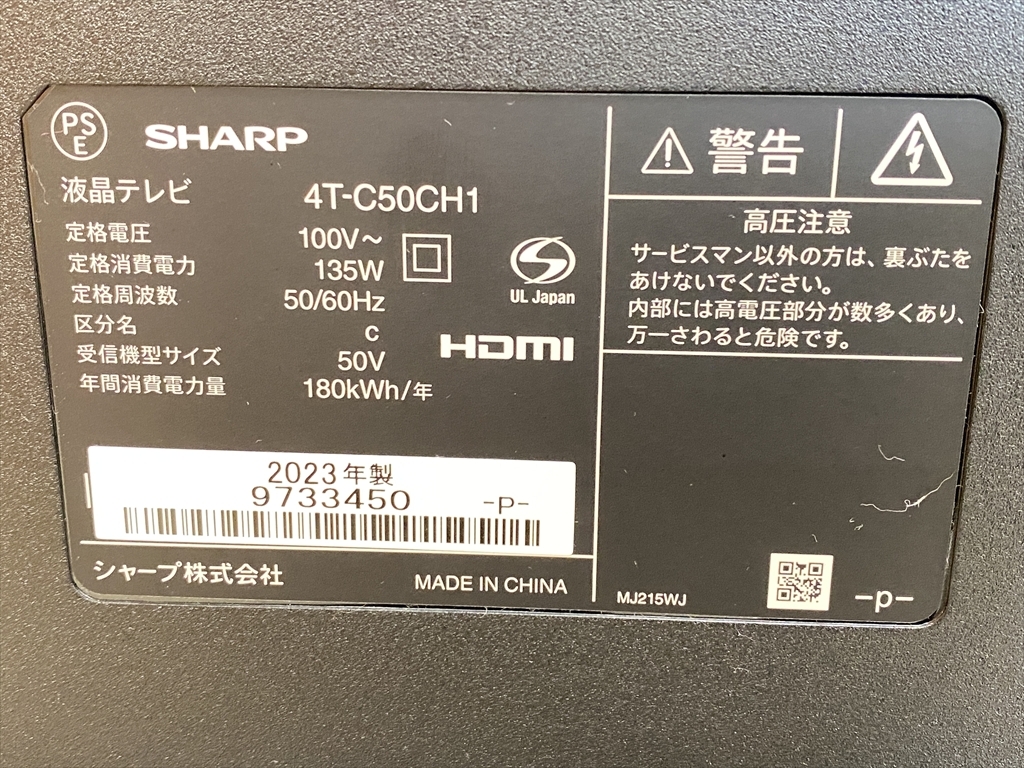 PS
E
SHARP
液晶テレビ 4T-C50CH1
定格電圧 100V~
定格消費電力 135W
定格周波数 50/60Hz
区分名 c
受信機型サイズ 50V
年間消費電力量 180kWh/年
UL Japan
HDMI
2023年製
9733450 -p-
シャープ株式会社 MADE IN CHINA
警告
高圧注意
サービスマン以外の方は、裏ぶたを
あけないでください。
内部には高電圧部分が数多くあり、
万一さわると危険です。
MJ215WJ -p-